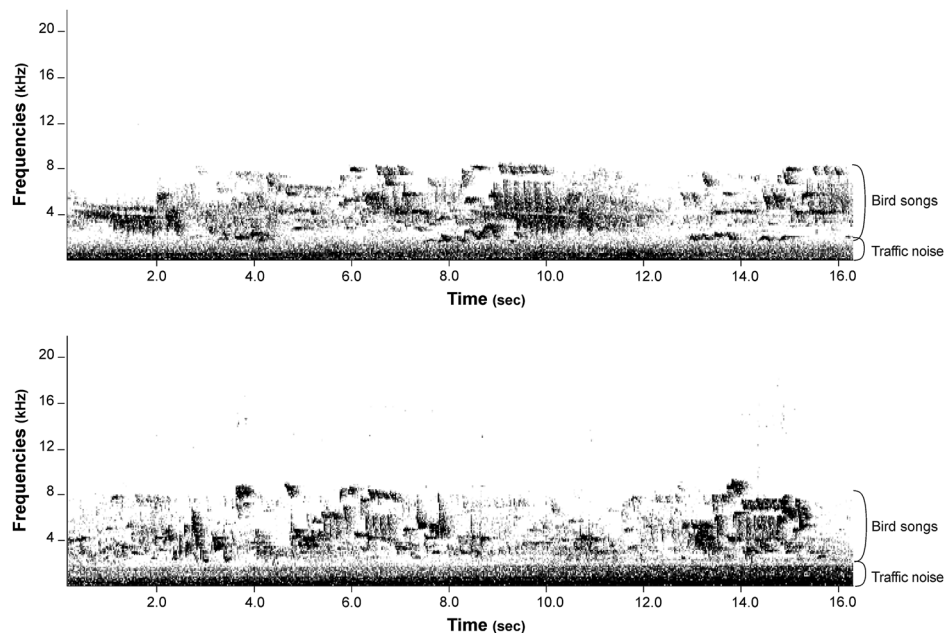 Frequencies (kHz)
20
16
12
8
4
Bird songs
Traffic noise
2.0 4.0 6.0 8.0 10.0 12.0 14.0 16.0
Time (sec)
Frequencies (kHz)
20
16
12
8
4
Bird songs
Traffic noise
2.0 4.0 6.0 8.0 10.0 12.0 14.0 16.0
Time (sec)